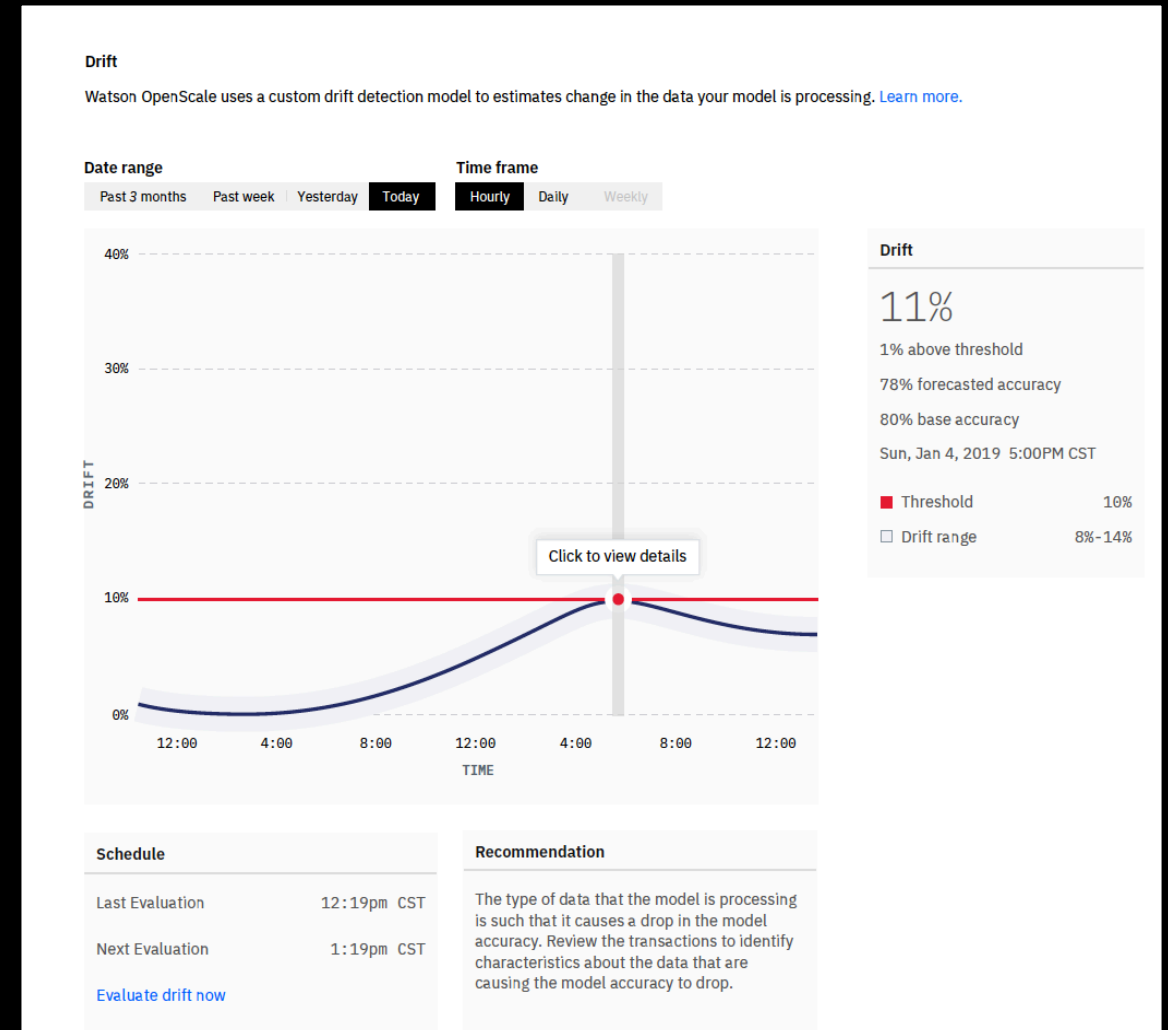 Drift
Watson OpenScale uses a custom drift detection model to estimates change in the data your model is processing. Learn more.
Date range
Past 3 months Past week Yesterday Today
Time frame
Hourly Daily Weekly
40%
30%
20%
10%
0%
DRIFT
Click to view details
12:00 4:00 8:00 12:00 4:00 8:00 12:00
TIME
Drift
11%
1% above threshold
78% forecasted accuracy
80% base accuracy
Sun, Jan 4, 2019 5:00PM CST
Threshold 10%
Drift range 8%-14%
Schedule
Last Evaluation 12:19pm CST
Next Evaluation 1:19pm CST
Evaluate drift now
Recommendation
The type of data that the model is processing
is such that it causes a drop in the model
accuracy. Review the transactions to identify
characteristics about the data that are
causing the model accuracy to drop.